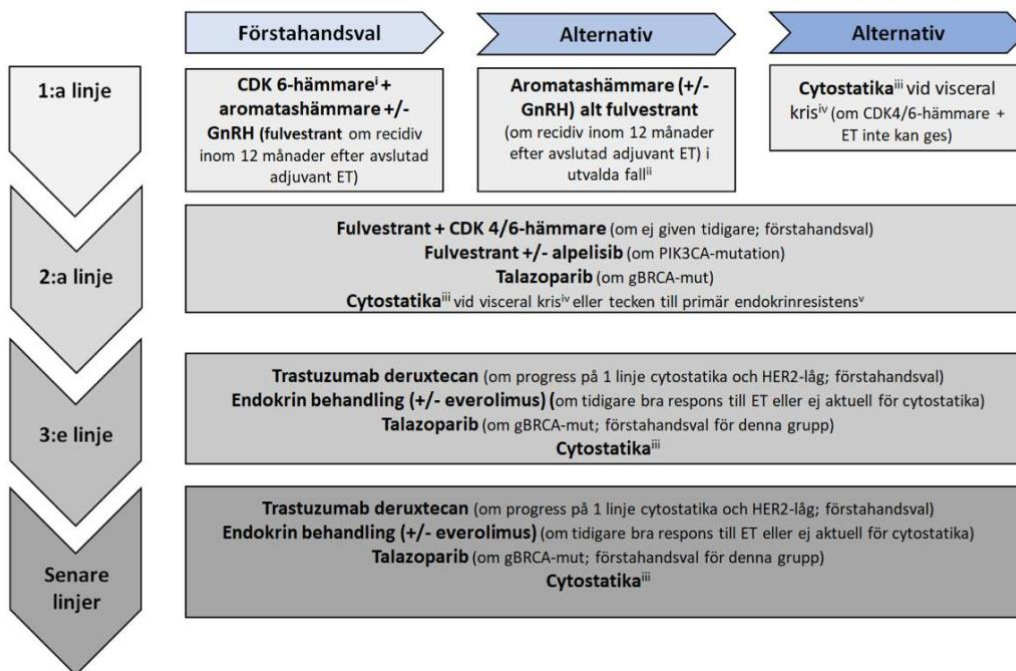 Förstahandsval
Alternativ
Alternativ
1:a linje
CDK 6-hämmareⁱ +
aromatashämmare +/-
GnRH (fulvestrant om recidiv
inom 12 månader efter avslutad
adjuvant ET)
Aromatashämmare (+/-
GnRH) alt fulvestrant
(om recidiv inom 12 månader
efter avslutad adjuvant ET) i
utvalda fallⁱⁱ
Cytostatikaⁱⁱⁱ vid visceral
krisⁱᵛ (om CDK4/6-hämmare +
ET inte kan ges)
2:a linje
Fulvestrant + CDK 4/6-hämmare (om ej given tidigare; förstahandsval)
Fulvestrant +/- alpelisib (om PIK3CA-mutation)
Talazoparib (om gBRCA-mut)
Cytostatikaⁱⁱⁱ vid visceral krisⁱᵛ eller tecken till primär endokrinresistensᵛ
3:e linje
Trastuzumab deruxtecan (om progress på 1 linje cytostatika och HER2-låg; förstahandsval)
Endokrin behandling (+/- everolimus) (om tidigare bra respons till ET eller ej aktuell för cytostatika)
Talazoparib (om gBRCA-mut; förstahandsval för denna grupp)
Cytostatikaⁱⁱⁱ
Senare
linjer
Trastuzumab deruxtecan (om progress på 1 linje cytostatika och HER2-låg; förstahandsval)
Endokrin behandling (+/- everolimus) (om tidigare bra respons till ET eller ej aktuell för cytostatika)
Talazoparib (om gBRCA-mut; förstahandsval för denna grupp)
Cytostatikaⁱⁱⁱ